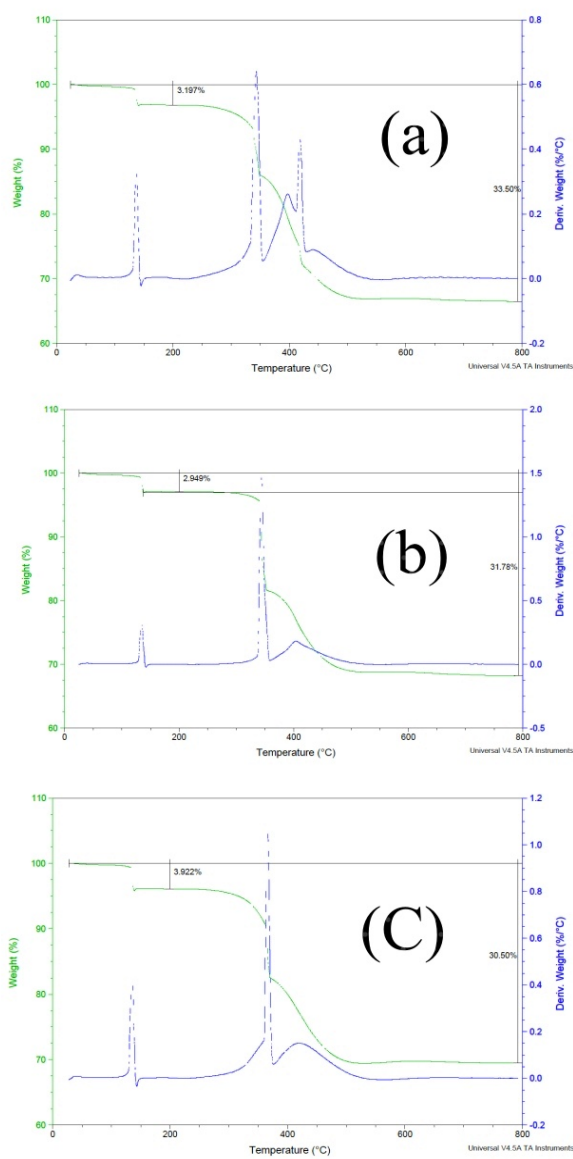 110
100
90
80
70
60
Weight (%)
3.197%
(a)
33.50%
0.8
0.6
0.4
0.2
0.0
-0.2
Deriv. Weight (%/°C)
0 200 400 600 800
Temperature (°C)
Universal V4.5A TA Instruments
110
100
90
80
70
60
Weight (%)
2.949%
(b)
31.78%
2.0
1.5
1.0
0.5
0.0
-0.5
Deriv. Weight (%/°C)
0 200 400 600 800
Temperature (°C)
Universal V4.5A TA Instruments
110
100
90
80
70
60
Weight (%)
3.922%
(C)
30.50%
1.2
1.0
0.8
0.6
0.4
0.2
0.0
-0.2
Deriv. Weight (%/°C)
0 200 400 600 800
Temperature (°C)
Universal V4.5A TA Instruments